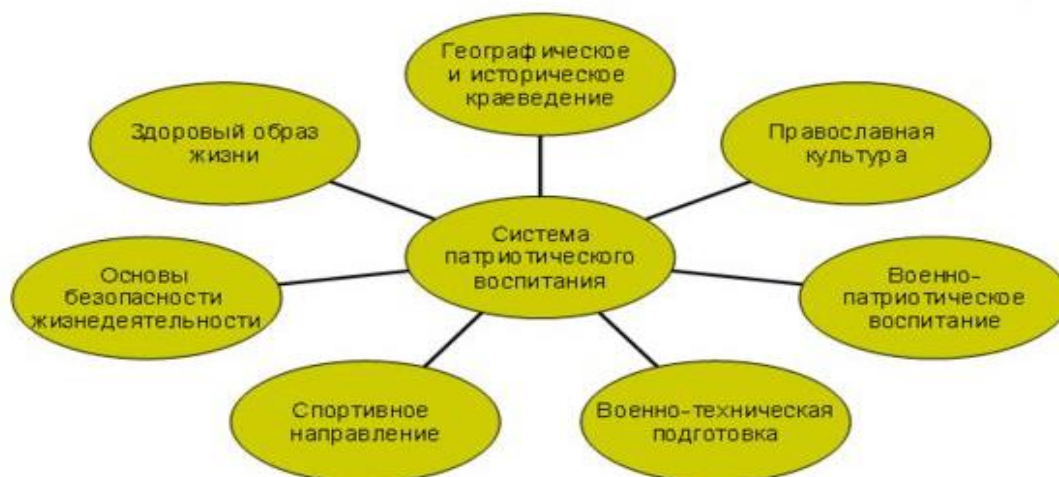 Географическое
и историческое
краеведение
Здоровый образ
жизни
Православная
культура
Система
патриотического
воспитания
Основы
безопасности
жизнедеятельности
Военно-
патриотическое
воспитание
Спортивное
направление
Военно-техническая
подготовка